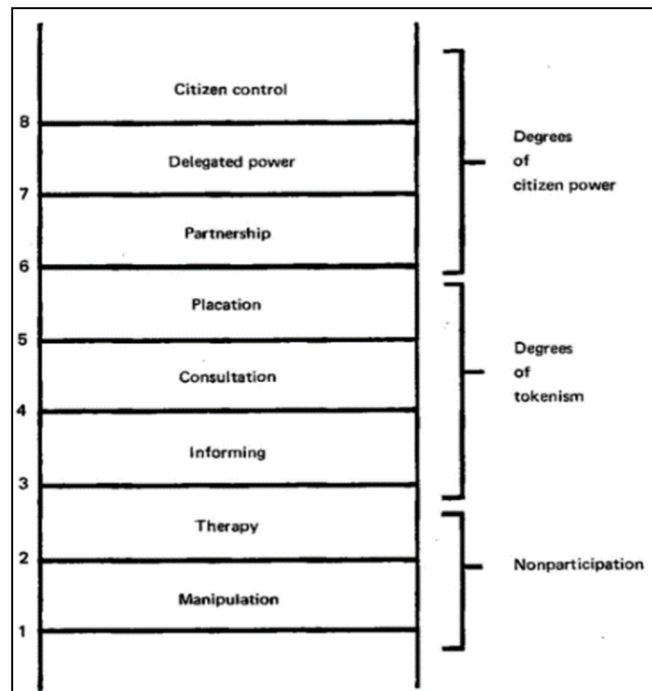 Citizen control
8
Delegated power
7
Partnership
6
Placation
5
Consultation
4
Informing
3
Therapy
2
Manipulation
1
Degrees
of
citizen power
Degrees
of
tokenism
Nonparticipation